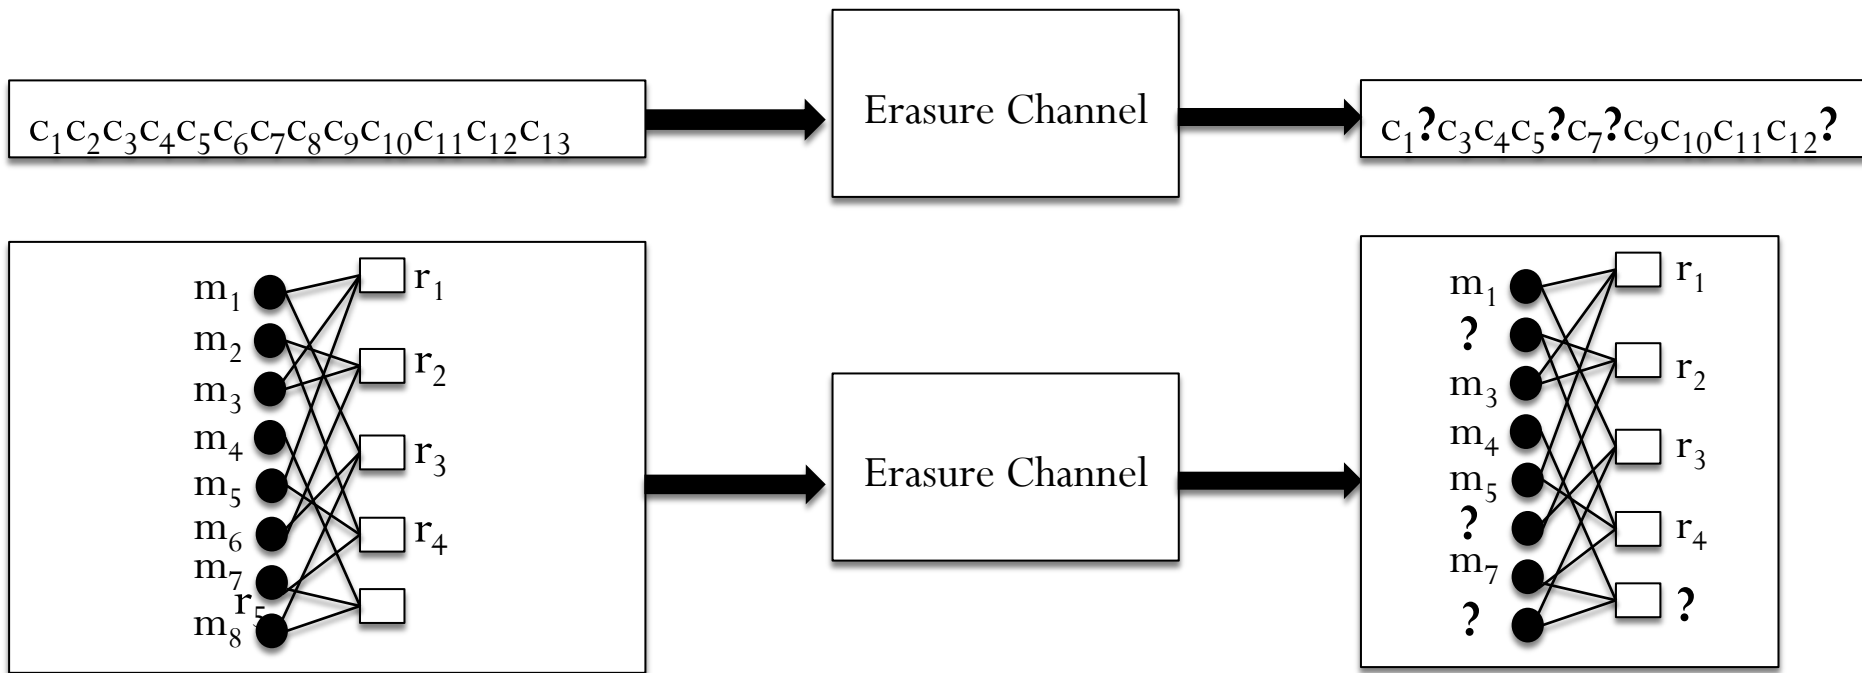 c₁c₂c₃c₄c₅c₆c₇c₈c₉c₁₀c₁₁c₁₂c₁₃
Erasure Channel
c₁?c₃c₄c₅?c₇?c₉c₁₀c₁₁c₁₂?
m₁ r₁
m₂
r₂
m₃
m₄
r₃
m₅
m₆
r₄
m₇
r₅
m₈
Erasure Channel
m₁ r₁
?
r₂
m₃
m₄
r₃
m₅
?
r₄
m₇
?
?